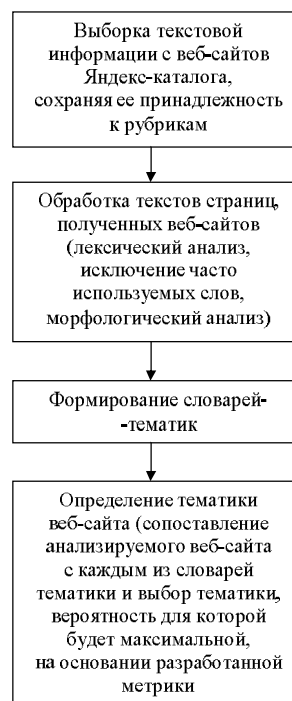 Выборка текстовой
информации с веб-сайтов
Яндекс-каталога,
сохраняя ее принадлежность
к рубрикам
Обработка текстов страниц,
полученных веб-сайтов
(лексический анализ,
исключение часто
используемых слов,
морфологический анализ)
Формирование словарей-
-тематик
Определение тематики
веб-сайта (сопоставление
анализируемого веб-сайта
с каждым из словарей
тематики и выбор тематики,
вероятность для которой
будет максимальной,
на основании разработанной
метрики